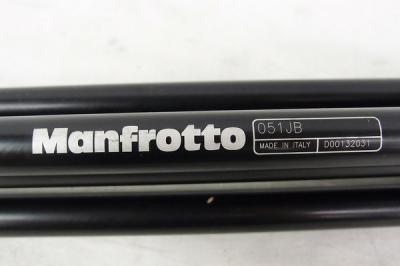 Manfrotto
051JB
MADE IN ITALY D00132031